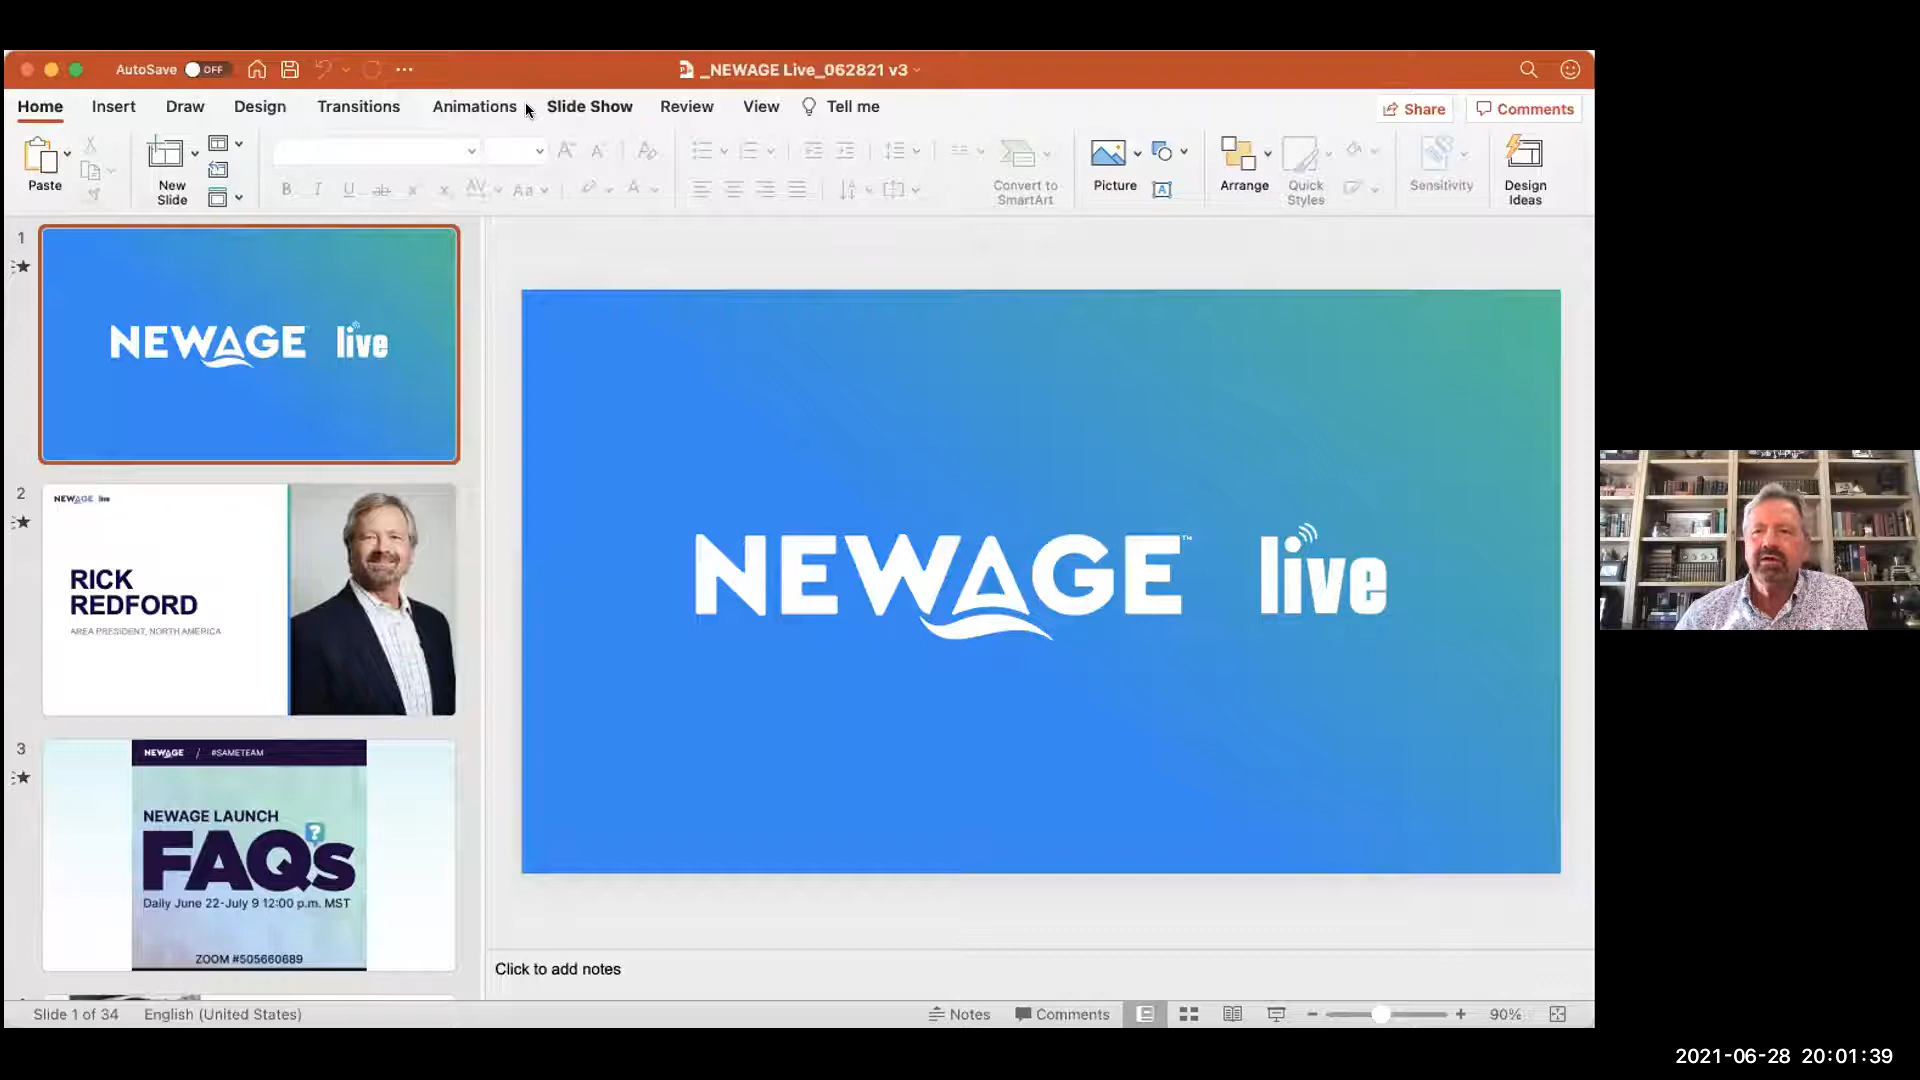 AutoSave OFF
_NEWAGE Live_062821 v3
Home Insert Draw Design Transitions Animations Slide Show Review View Tell me
Share Comments
Paste
New
Slide
Convert to
SmartArt
Picture
Arrange
Quick
Styles
Sensitivity
Design
Ideas
1
NEWAGE live
2
NEWAGE live
RICK
REDFORD
AREA PRESIDENT, NORTH AMERICA
3
NEWAGE / #SAMETEAM
NEWAGE LAUNCH
FAQs
Daily June 22-July 9 12:00 p.m. MST
ZOOM #505660689
NEWAGE™ live
Click to add notes
Slide 1 of 34 English (United States)
Notes Comments 90%
2021-06-28 20:01:39